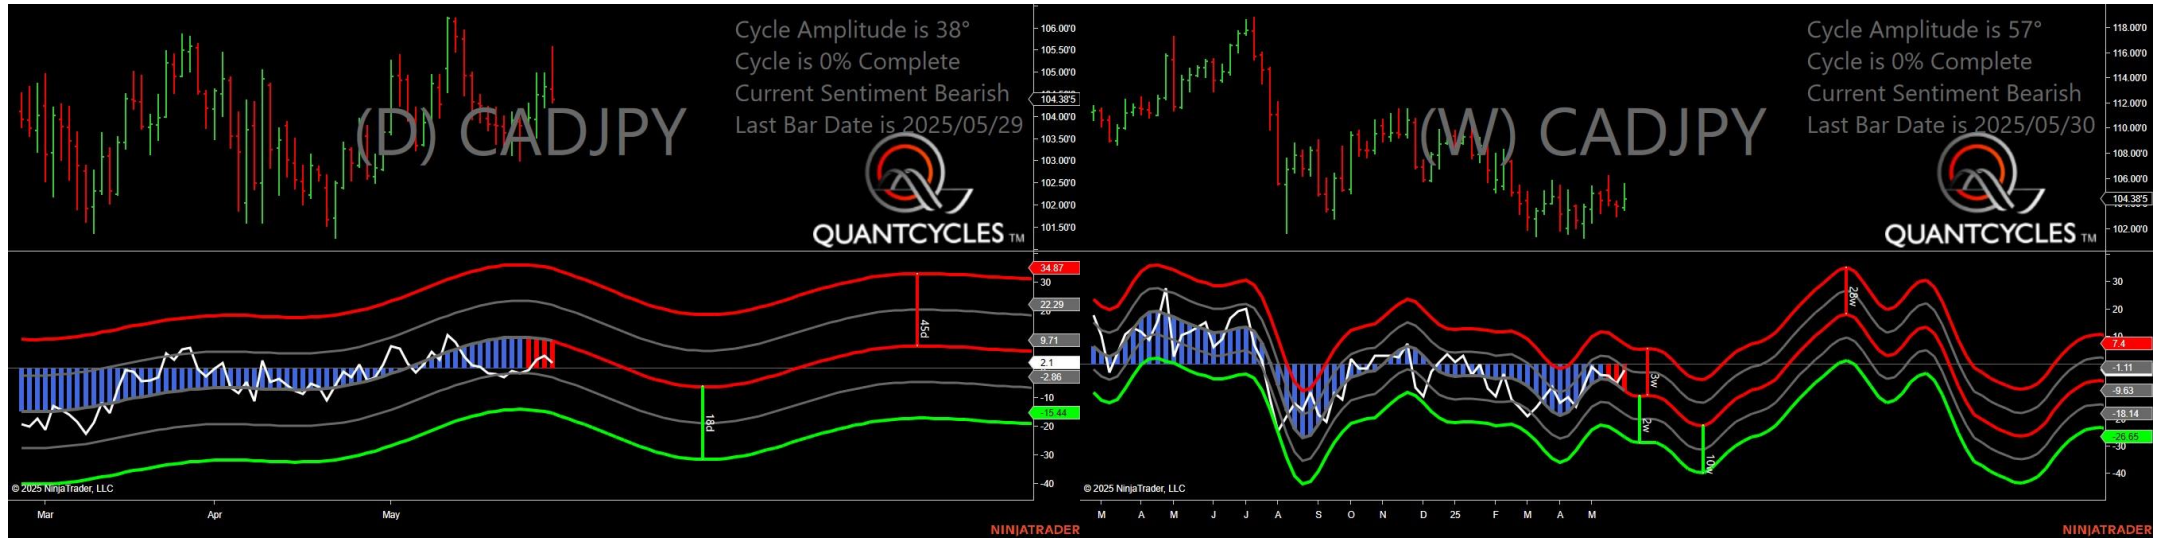 Cycle Amplitude is 38°
Cycle is 0% Complete
Current Sentiment Bearish
Last Bar Date is 2025/05/29
(D) CADJPY
QUANTCYCLES TM
106.00'0
105.50'0
105.00'0
104.38'5
104.00'0
103.50'0
103.00'0
102.50'0
102.00'0
101.50'0
34.87
30
22.29
20
9.71
2.1
-2.86
-10
-15.44
-20
-30
-40
45d
18d
© 2025 NinjaTrader, LLC
Mar
Apr
May
NINJATRADER
Cycle Amplitude is 57°
Cycle is 0% Complete
Current Sentiment Bearish
Last Bar Date is 2025/05/30
(W) CADJPY
QUANTCYCLES TM
118.00'0
116.00'0
114.00'0
112.00'0
110.00'0
108.00'0
106.00'0
104.38'5
102.00'0
30
20
10
7.4
-1.11
-9.63
-18.14
-26.65
-30
-40
28w
3w
2w
10w
© 2025 NinjaTrader, LLC
M A M J J A S O N D 25 F M A M
NINJATRADER